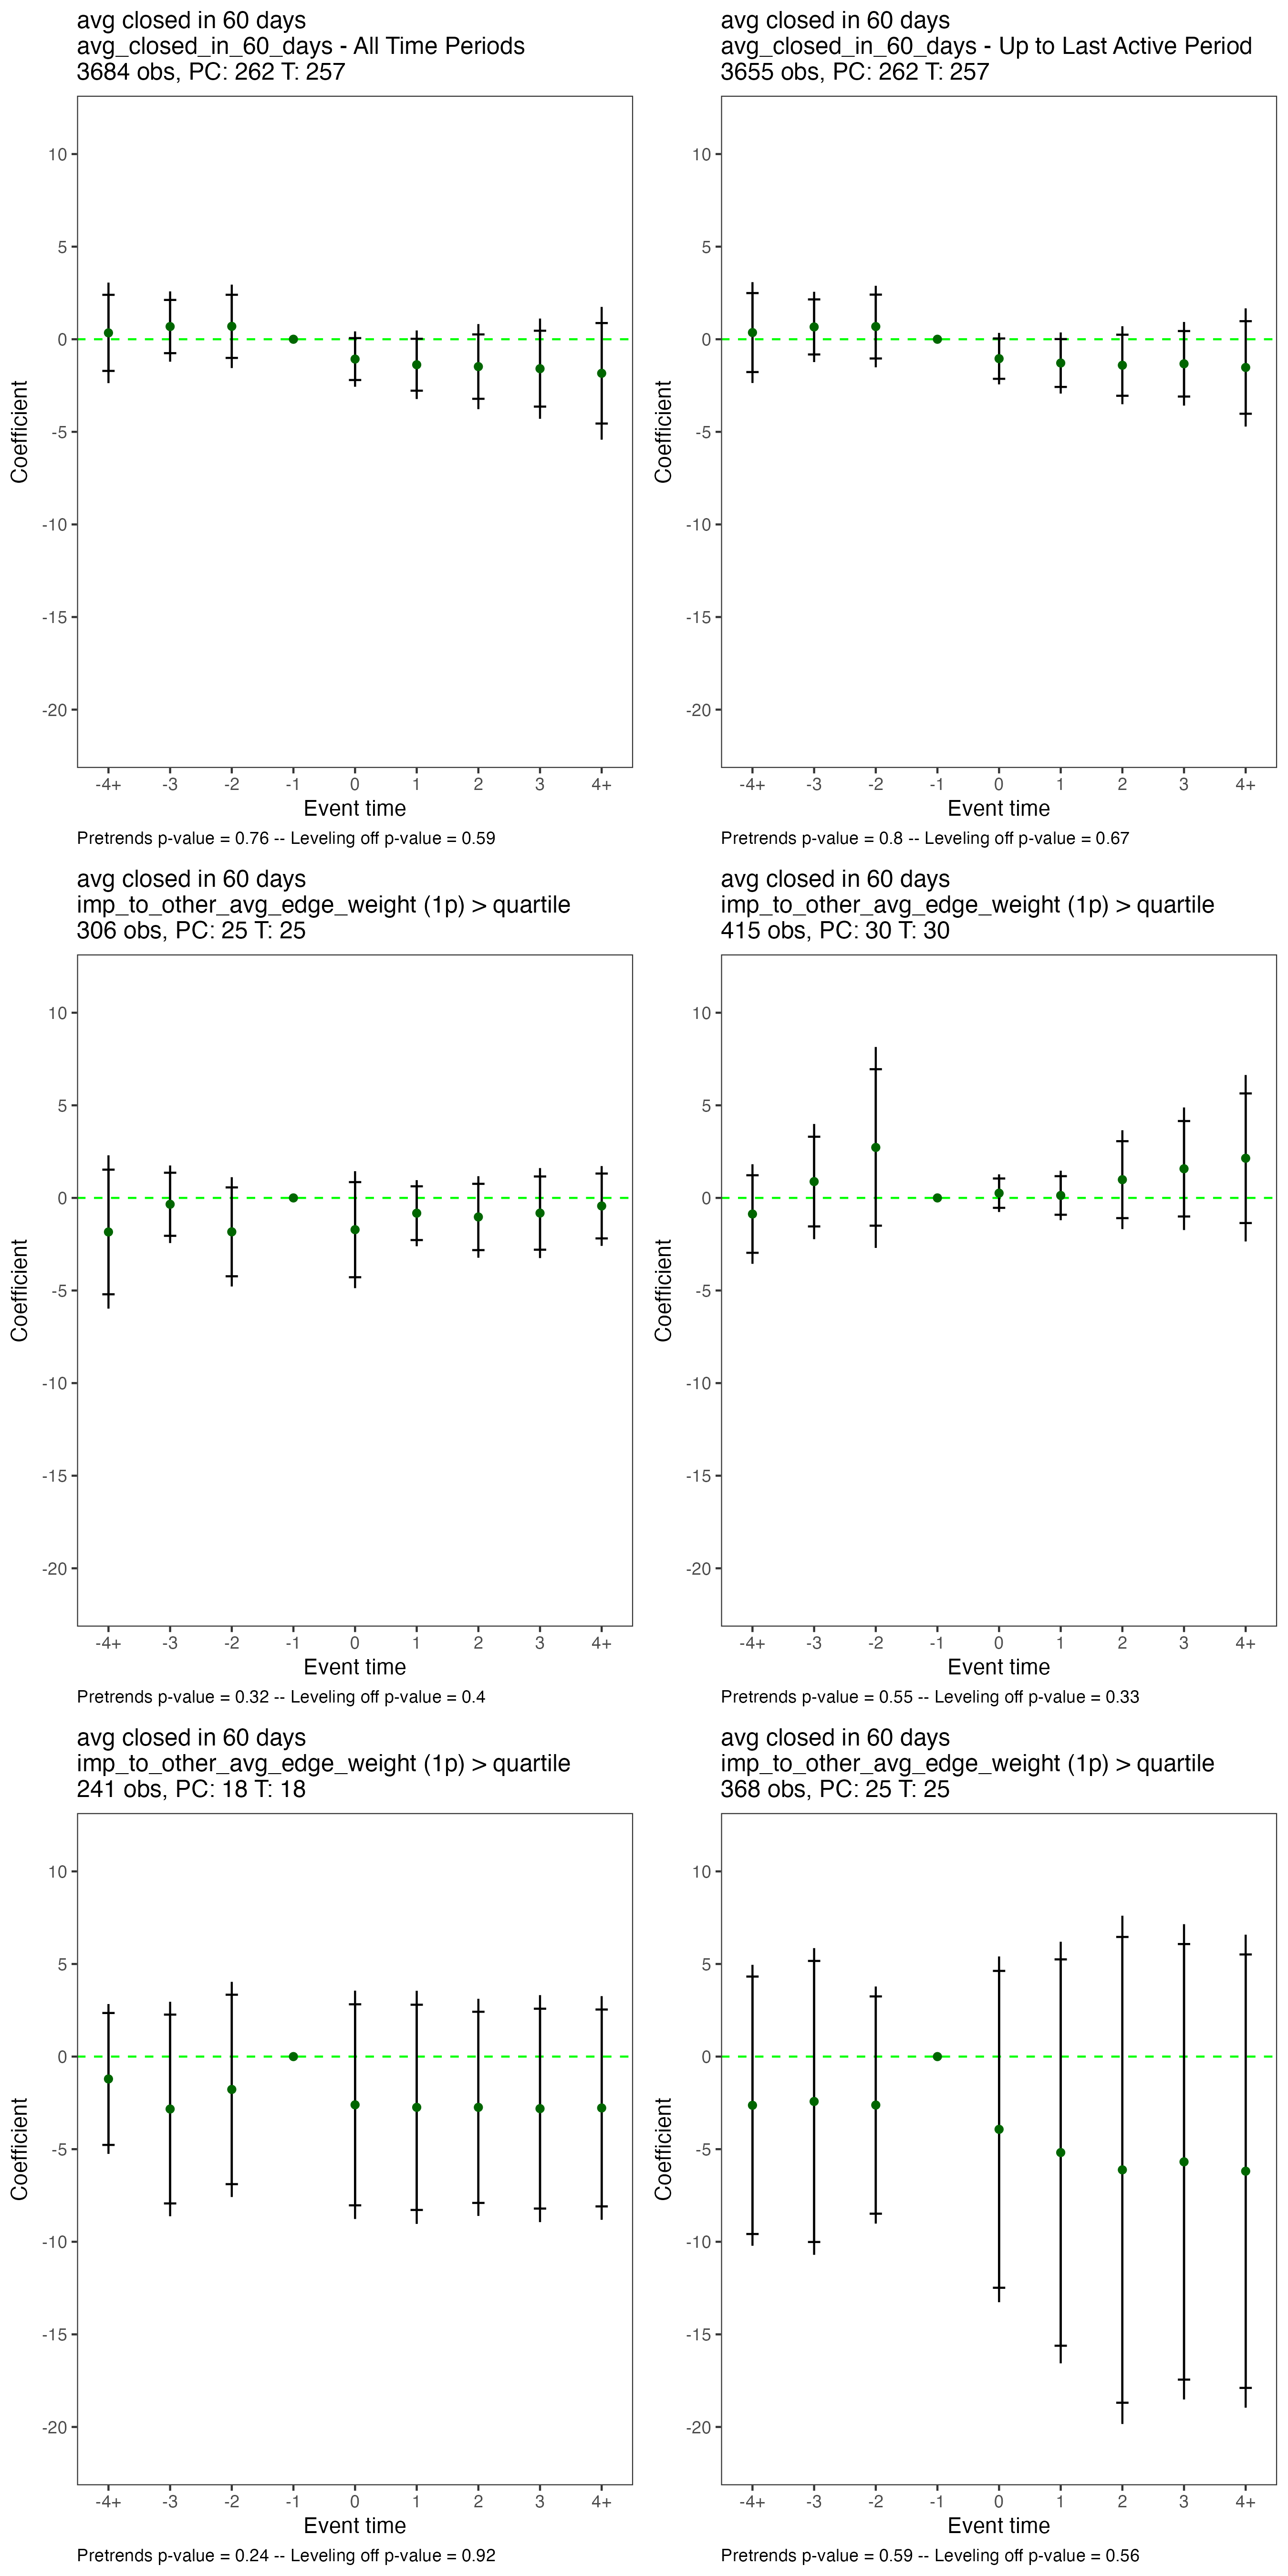 avg closed in 60 days
avg_closed_in_60_days - All Time Periods
3684 obs, PC: 262 T: 257
10
5
0
-5
-10
-15
-20
Coefficient
-4+ -3 -2 -1 0 1 2 3 4+
Event time
Pretrends p-value = 0.76 -- Leveling off p-value = 0.59
avg closed in 60 days
avg_closed_in_60_days - Up to Last Active Period
3655 obs, PC: 262 T: 257
10
5
0
-5
-10
-15
-20
Coefficient
-4+ -3 -2 -1 0 1 2 3 4+
Event time
Pretrends p-value = 0.8 -- Leveling off p-value = 0.67
avg closed in 60 days
imp_to_other_avg_edge_weight (1p) > quartile
306 obs, PC: 25 T: 25
10
5
0
-5
-10
-15
-20
Coefficient
-4+ -3 -2 -1 0 1 2 3 4+
Event time
Pretrends p-value = 0.32 -- Leveling off p-value = 0.4
avg closed in 60 days
imp_to_other_avg_edge_weight (1p) > quartile
415 obs, PC: 30 T: 30
10
5
0
-5
-10
-15
-20
Coefficient
-4+ -3 -2 -1 0 1 2 3 4+
Event time
Pretrends p-value = 0.55 -- Leveling off p-value = 0.33
avg closed in 60 days
imp_to_other_avg_edge_weight (1p) > quartile
241 obs, PC: 18 T: 18
10
5
0
-5
-10
-15
-20
Coefficient
-4+ -3 -2 -1 0 1 2 3 4+
Event time
Pretrends p-value = 0.24 -- Leveling off p-value = 0.92
avg closed in 60 days
imp_to_other_avg_edge_weight (1p) > quartile
368 obs, PC: 25 T: 25
10
5
0
-5
-10
-15
-20
Coefficient
-4+ -3 -2 -1 0 1 2 3 4+
Event time
Pretrends p-value = 0.59 -- Leveling off p-value = 0.56